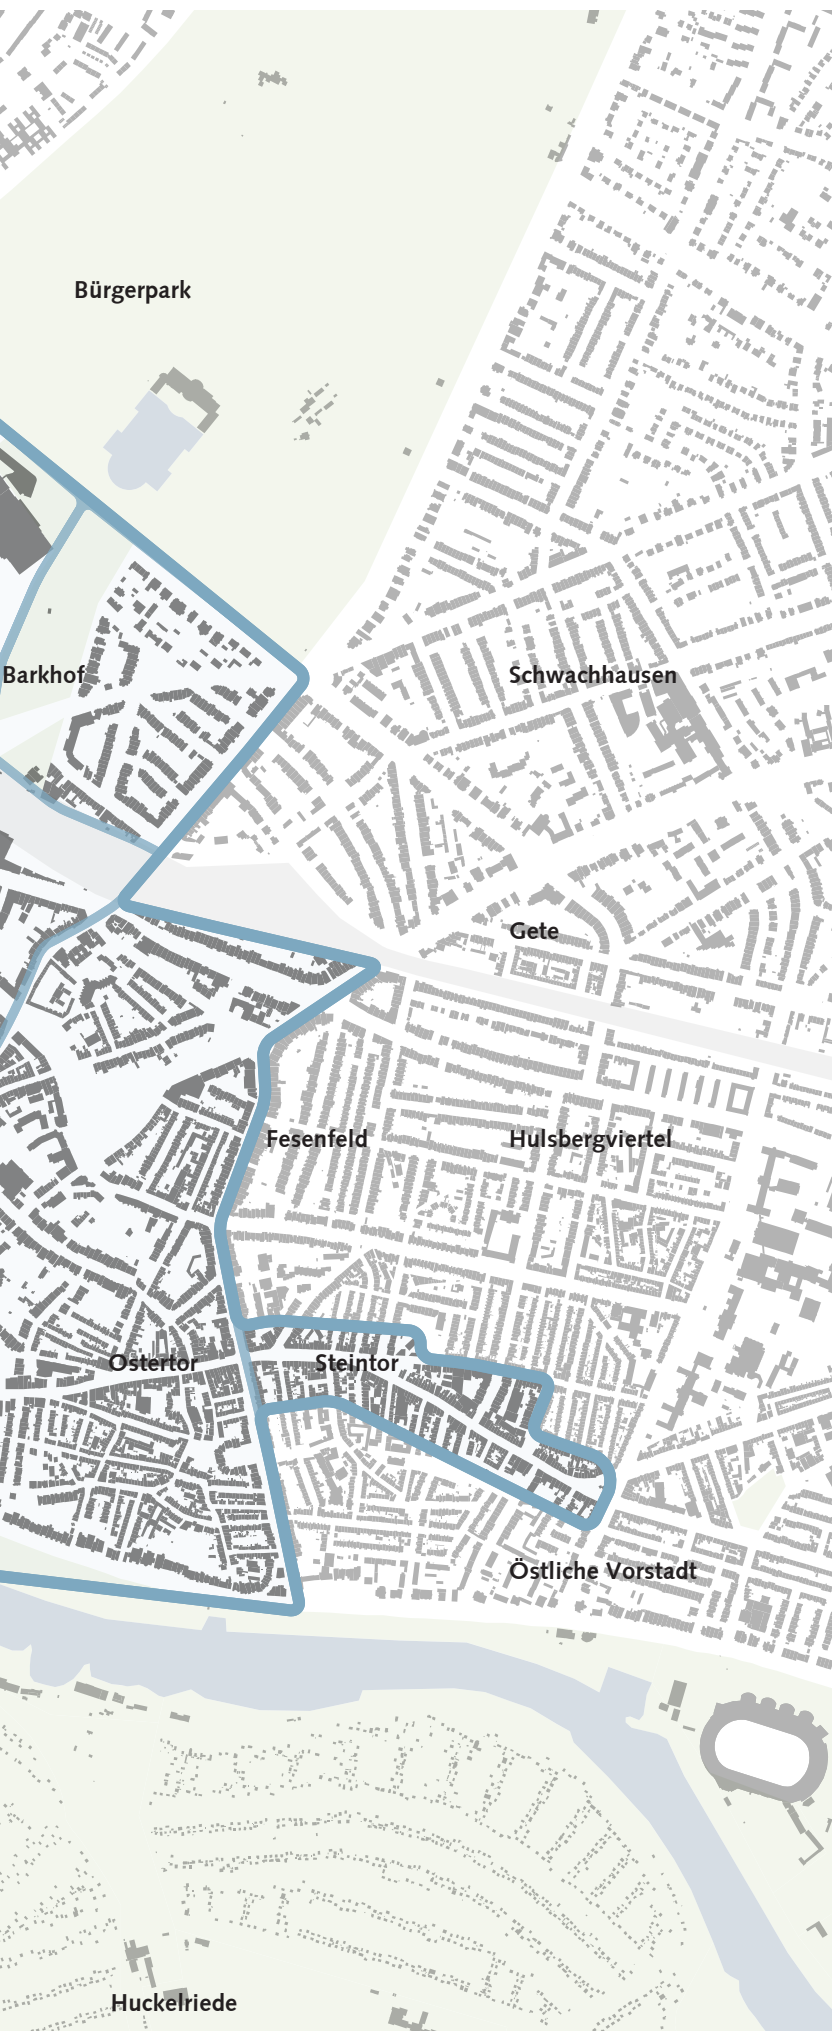 Bürgerpark
Barkhof
Schwachhausen
Gete
Fesenfeld
Hulsbergviertel
Ostertor
Steintor
Östliche Vorstadt
Huckelriede